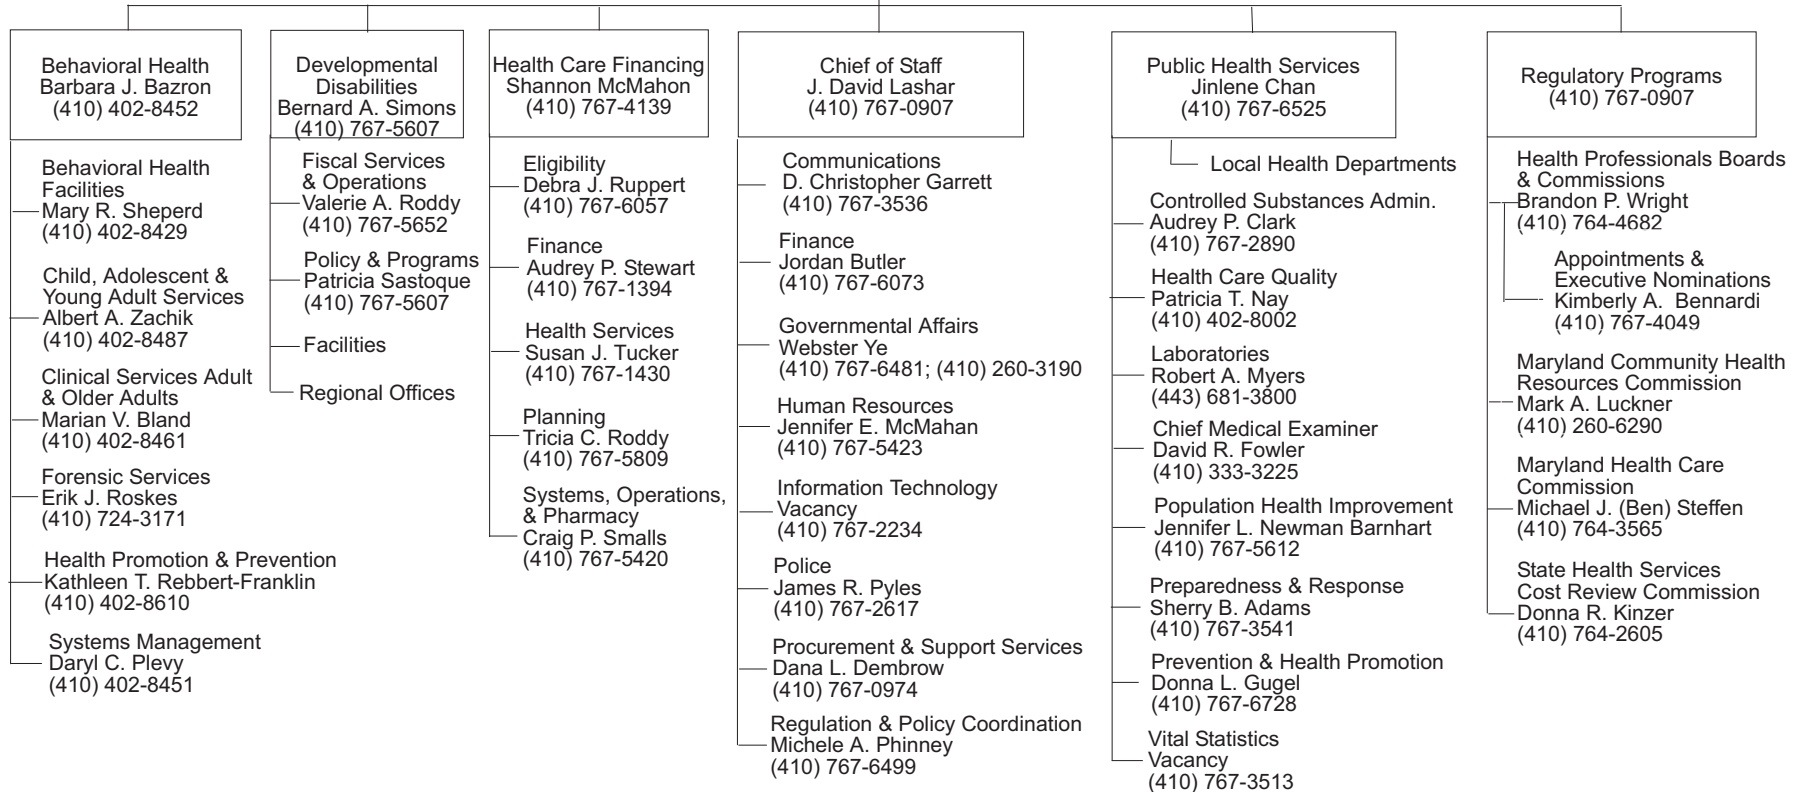 Behavioral Health
Barbara J. Bazron
(410) 402-8452
Behavioral Health
Facilities
Mary R. Sheperd
(410) 402-8429
Child, Adolescent &
Young Adult Services
Albert A. Zachik
(410) 402-8487
Clinical Services Adult
& Older Adults
Marian V. Bland
(410) 402-8461
Forensic Services
Erik J. Roskes
(410) 724-3171
Health Promotion & Prevention
Kathleen T. Rebbert-Franklin
(410) 402-8610
Systems Management
Daryl C. Plevy
(410) 402-8451
Developmental
Disabilities
Bernard A. Simons
(410) 767-5607
Fiscal Services
& Operations
Valerie A. Roddy
(410) 767-5652
Policy & Programs
Patricia Sastoque
(410) 767-5607
Facilities
Regional Offices
Health Care Financing
Shannon McMahon
(410) 767-4139
Eligibility
Debra J. Ruppert
(410) 767-6057
Finance
Audrey P. Stewart
(410) 767-1394
Health Services
Susan J. Tucker
(410) 767-1430
Planning
Tricia C. Roddy
(410) 767-5809
Systems, Operations,
& Pharmacy
Craig P. Smalls
(410) 767-5420
Chief of Staff
J. David Lashar
(410) 767-0907
Communications
D. Christopher Garrett
(410) 767-3536
Finance
Jordan Butler
(410) 767-6073
Governmental Affairs
Webster Ye
(410) 767-6481; (410) 260-3190
Human Resources
Jennifer E. McMahan
(410) 767-5423
Information Technology
Vacancy
(410) 767-2234
Police
James R. Pyles
(410) 767-2617
Procurement & Support Services
Dana L. Dembrow
(410) 767-0974
Regulation & Policy Coordination
Michele A. Phinney
(410) 767-6499
Public Health Services
Jinlene Chan
(410) 767-6525
Local Health Departments
Controlled Substances Admin.
Audrey P. Clark
(410) 767-2890
Health Care Quality
Patricia T. Nay
(410) 402-8002
Laboratories
Robert A. Myers
(443) 681-3800
Chief Medical Examiner
David R. Fowler
(410) 333-3225
Population Health Improvement
Jennifer L. Newman Barnhart
(410) 767-5612
Preparedness & Response
Sherry B. Adams
(410) 767-3541
Prevention & Health Promotion
Donna L. Gugel
(410) 767-6728
Vital Statistics
Vacancy
(410) 767-3513
Regulatory Programs
(410) 767-0907
Health Professionals Boards
& Commissions
Brandon P. Wright
(410) 764-4682
Appointments &
Executive Nominations
Kimberly A. Bennardi
(410) 767-4049
Maryland Community Health
Resources Commission
Mark A. Luckner
(410) 260-6290
Maryland Health Care
Commission
Michael J. (Ben) Steffen
(410) 764-3565
State Health Services
Cost Review Commission
Donna R. Kinzer
(410) 764-2605